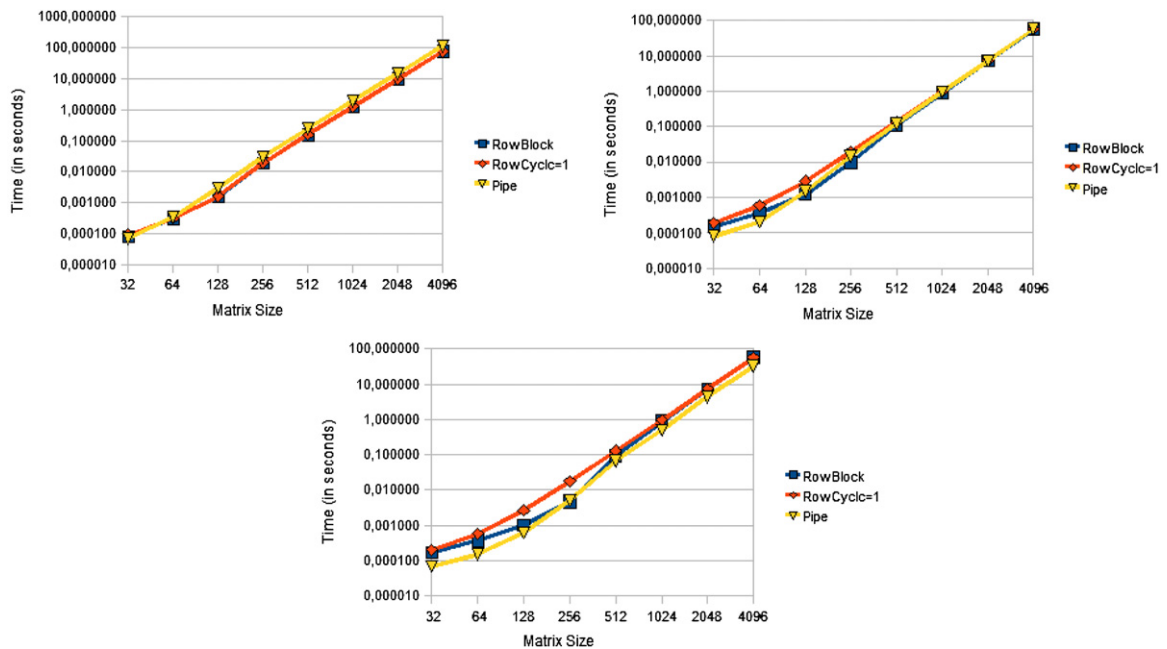 1000,000000
100,000000
10,000000
1,000000
0,100000
0,010000
0,001000
0,000100
0,000010
Time (in seconds)
32 64 128 256 512 1024 2048 4096
Matrix Size
RowBlock
RowCyclc=1
Pipe
100,000000
10,000000
1,000000
0,100000
0,010000
0,001000
0,000100
0,000010
Time (in seconds)
32 64 128 256 512 1024 2048 4096
Matrix Size
RowBlock
RowCyclc=1
Pipe
100,000000
10,000000
1,000000
0,100000
0,010000
0,001000
0,000100
0,000010
Time (in seconds)
32 64 128 256 512 1024 2048 4096
Matrix Size
RowBlock
RowCyclc=1
Pipe